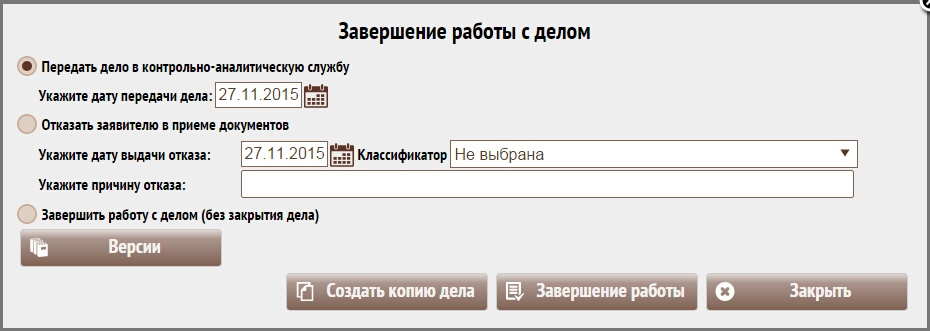 Завершение работы с делом
Передать дело в контрольно-аналитическую службу
Укажите дату передачи дела: 27.11.2015
Отказать заявителю в приеме документов
Укажите дату выдачи отказа: 27.11.2015 Классификатор Не выбрана
Укажите причину отказа:
Завершить работу с делом (без закрытия дела)
Версии
Создать копию дела Завершение работы Закрыть